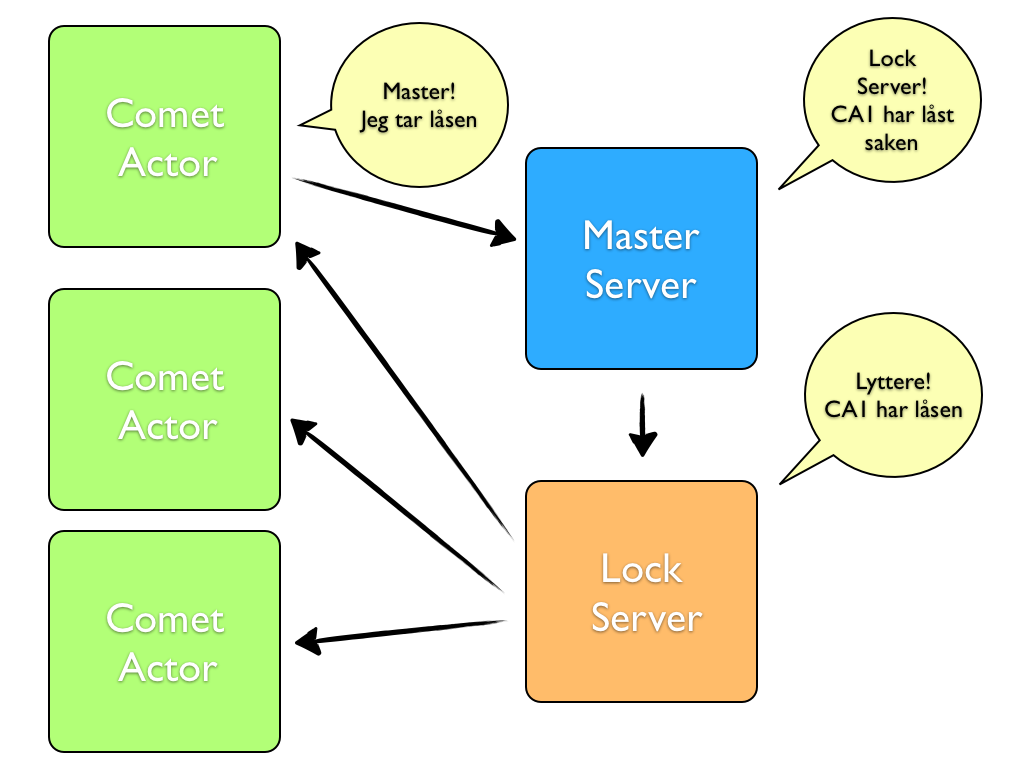 Comet
Actor
Master!
Jeg tar låsen
Lock
Server!
CA1 har låst
saken
Master
Server
Comet
Actor
Lyttere!
CA1 har låsen
Lock
Server
Comet
Actor